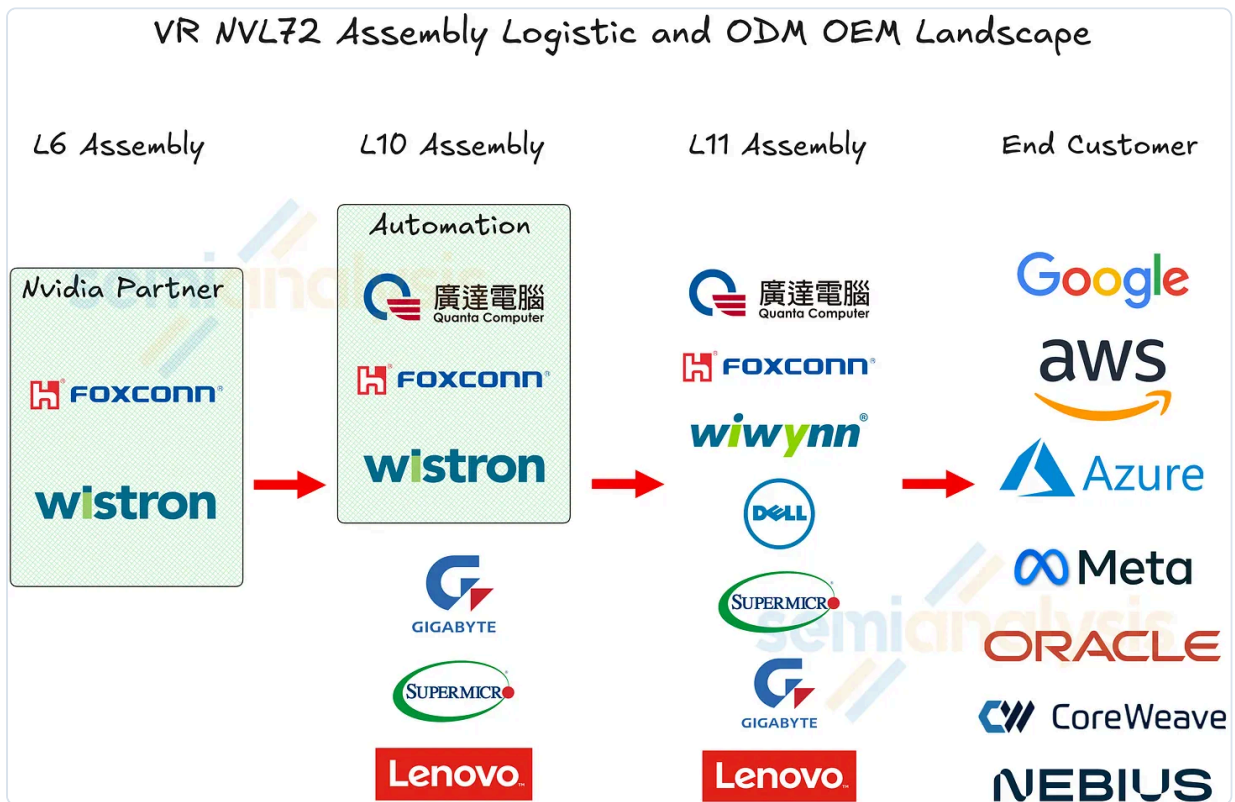 VR NVL72 Assembly Logistic and ODM OEM Landscape
L6 Assembly
Nvidia Partner
FOXCONN
wistron
L10 Assembly
Automation
廣達電腦
Quanta Computer
FOXCONN
wistron
GIGABYTE
SUPERMICRO
Lenovo
L11 Assembly
廣達電腦
Quanta Computer
FOXCONN
wiwynn
DELL
SUPERMICRO
GIGABYTE
Lenovo
End Customer
Google
aws
Azure
Meta
ORACLE
CoreWeave
NEBIUS
semianalysis
semianalysis